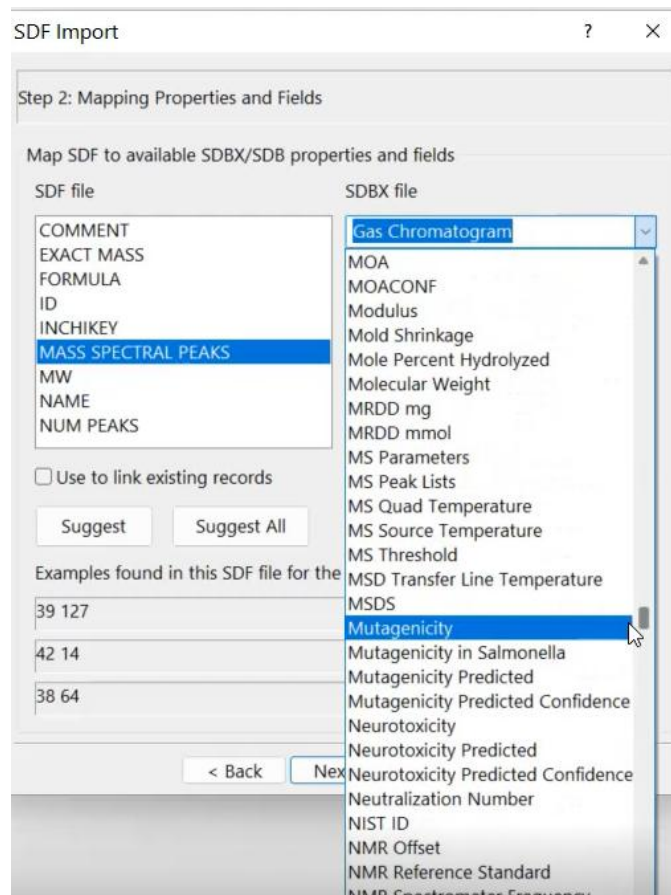 SDF Import ? ×
Step 2: Mapping Properties and Fields
Map SDF to available SDBX/SDB properties and fields
SDF file
COMMENT
EXACT MASS
FORMULA
ID
INCHIKEY
MASS SPECTRAL PEAKS
MW
NAME
NUM PEAKS
Use to link existing records
Suggest Suggest All
Examples found in this SDF file for the
39 127
42 14
38 64
< Back Nex
SDBX file
Gas Chromatogram
MOA
MOACONF
Modulus
Mold Shrinkage
Mole Percent Hydrolyzed
Molecular Weight
MRDD mg
MRDD mmol
MS Parameters
MS Peak Lists
MS Quad Temperature
MS Source Temperature
MS Threshold
MSD Transfer Line Temperature
MSDS
Mutagenicity
Mutagenicity in Salmonella
Mutagenicity Predicted
Mutagenicity Predicted Confidence
Neurotoxicity
Neurotoxicity Predicted
Neurotoxicity Predicted Confidence
Neutralization Number
NIST ID
NMR Offset
NMR Reference Standard
NMR Spectrometer Frequency